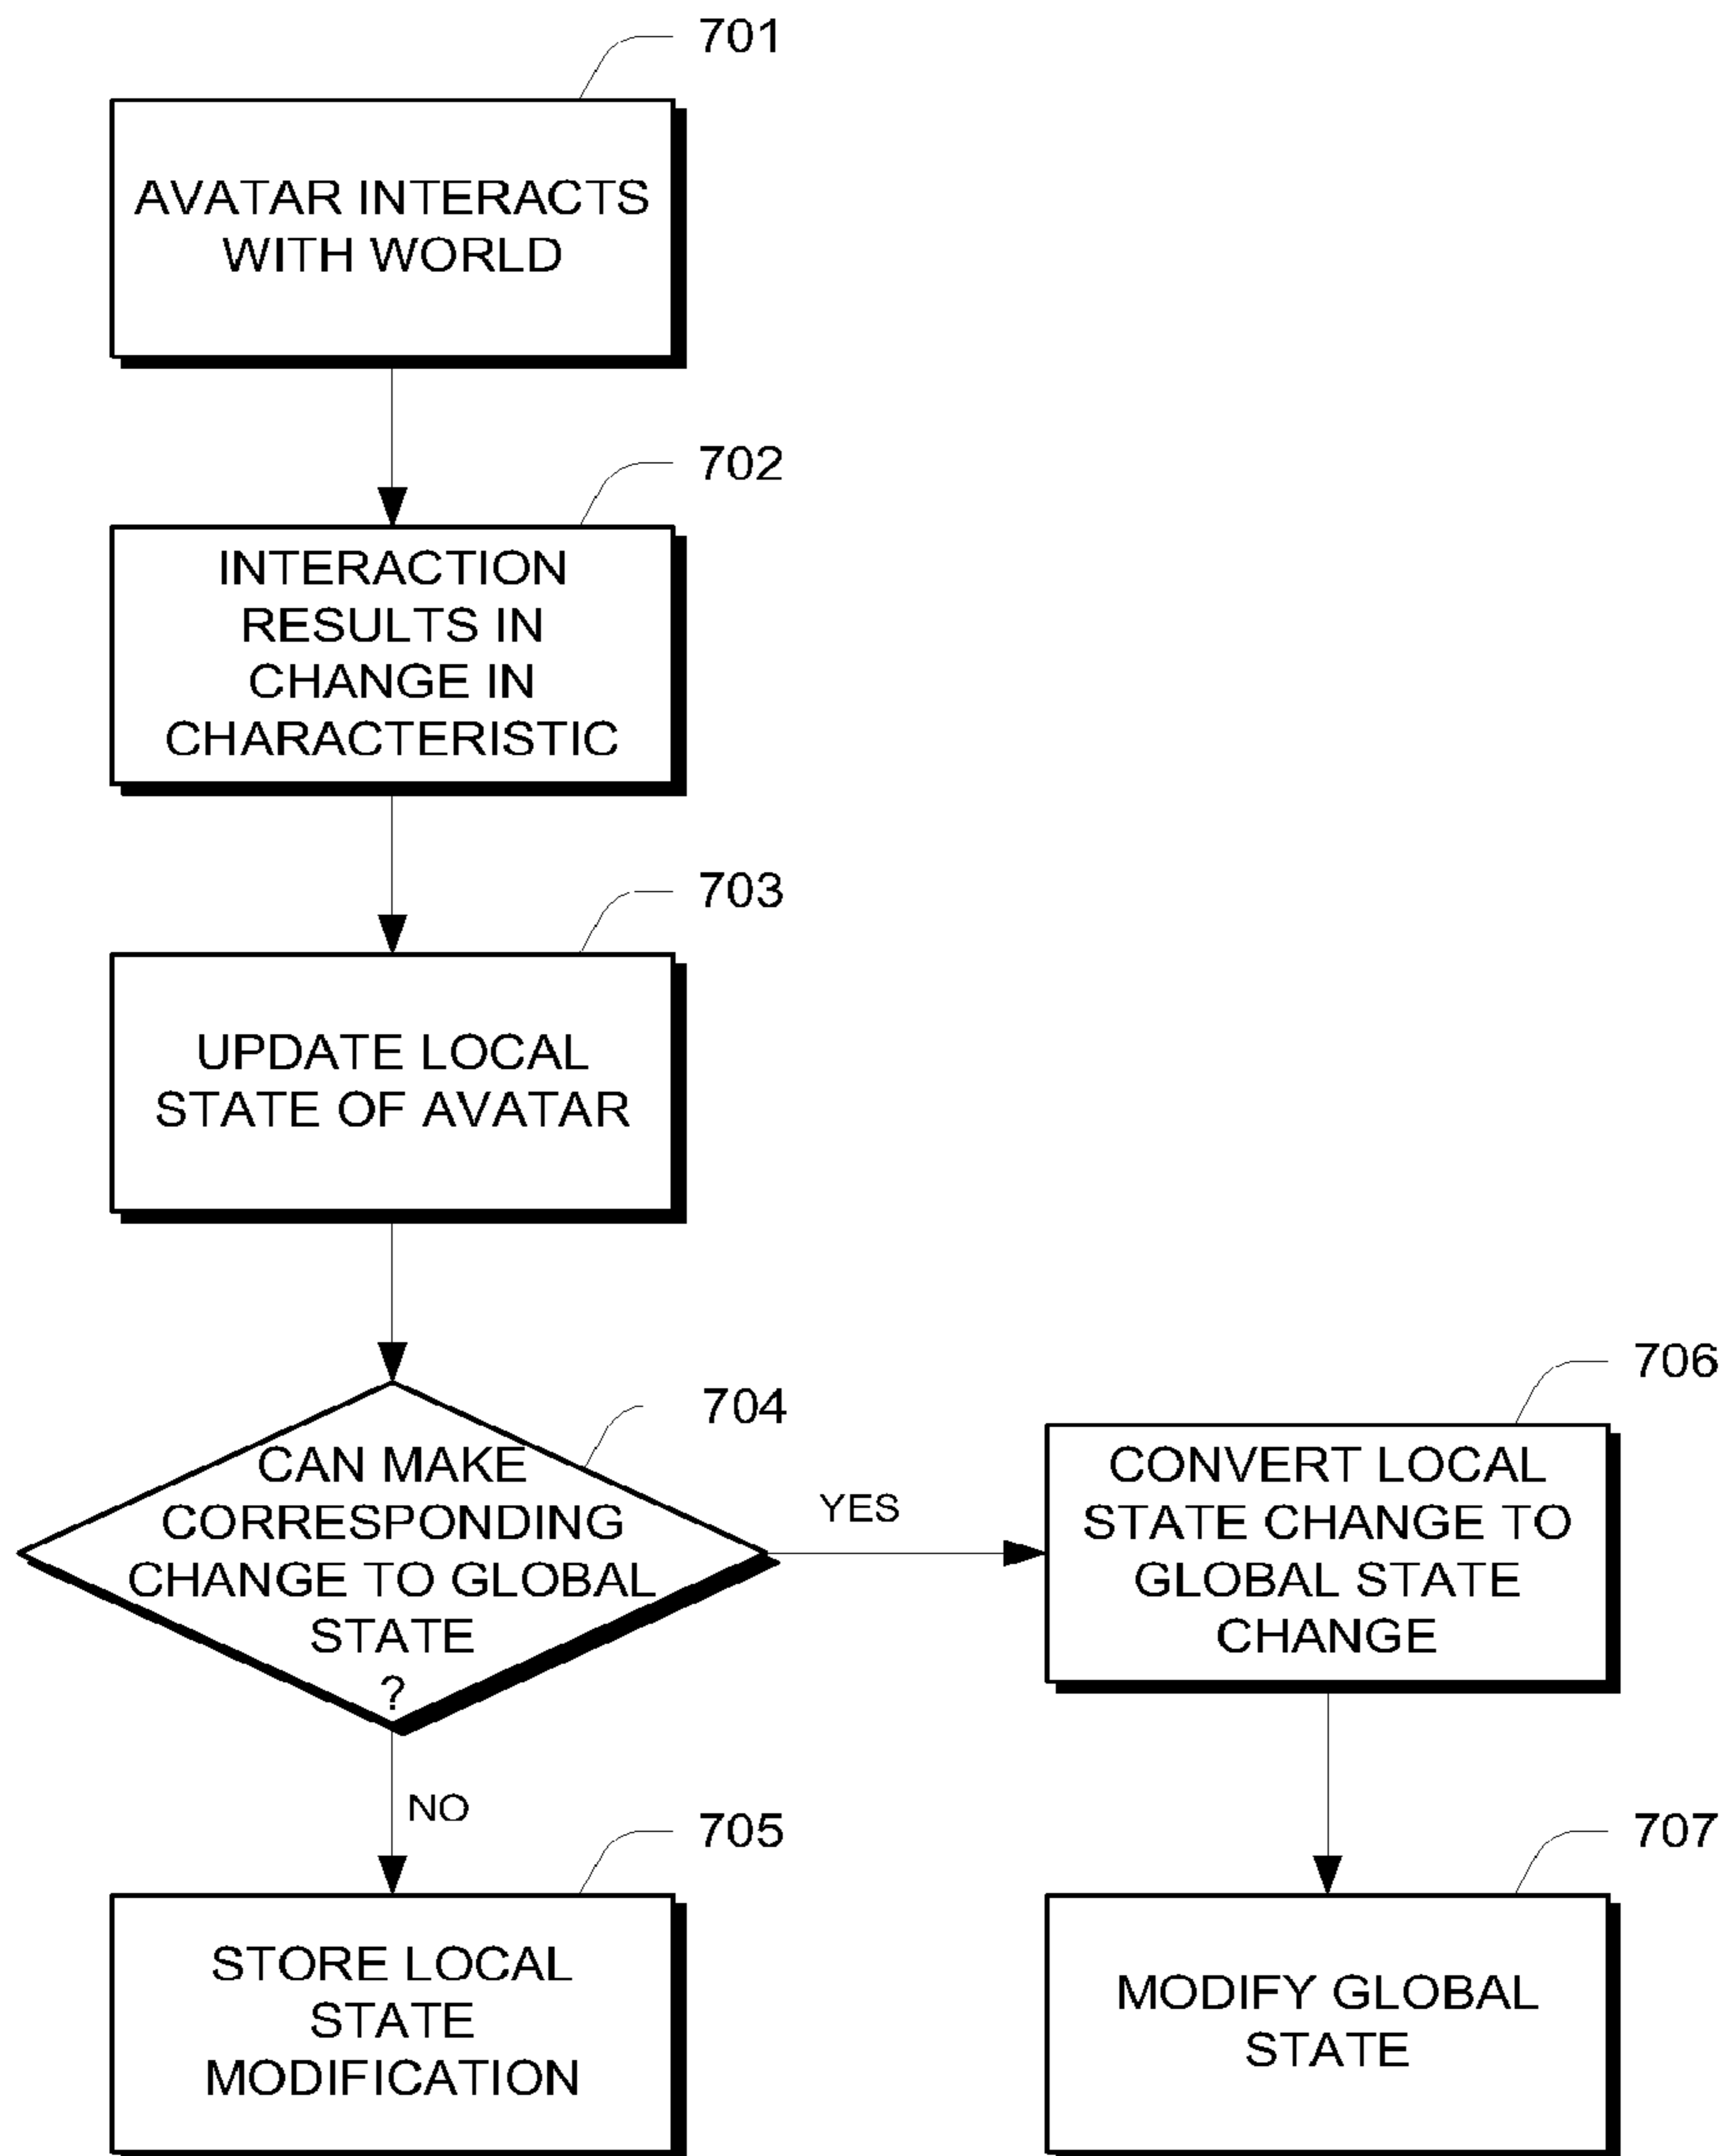 701
AVATAR INTERACTS
WITH WORLD
702
INTERACTION
RESULTS IN
CHANGE IN
CHARACTERISTIC
703
UPDATE LOCAL
STATE OF AVATAR
704
CAN MAKE
CORRESPONDING
CHANGE TO GLOBAL
STATE
?
YES
NO
706
CONVERT LOCAL
STATE CHANGE TO
GLOBAL STATE
CHANGE
705
STORE LOCAL
STATE
MODIFICATION
707
MODIFY GLOBAL
STATE